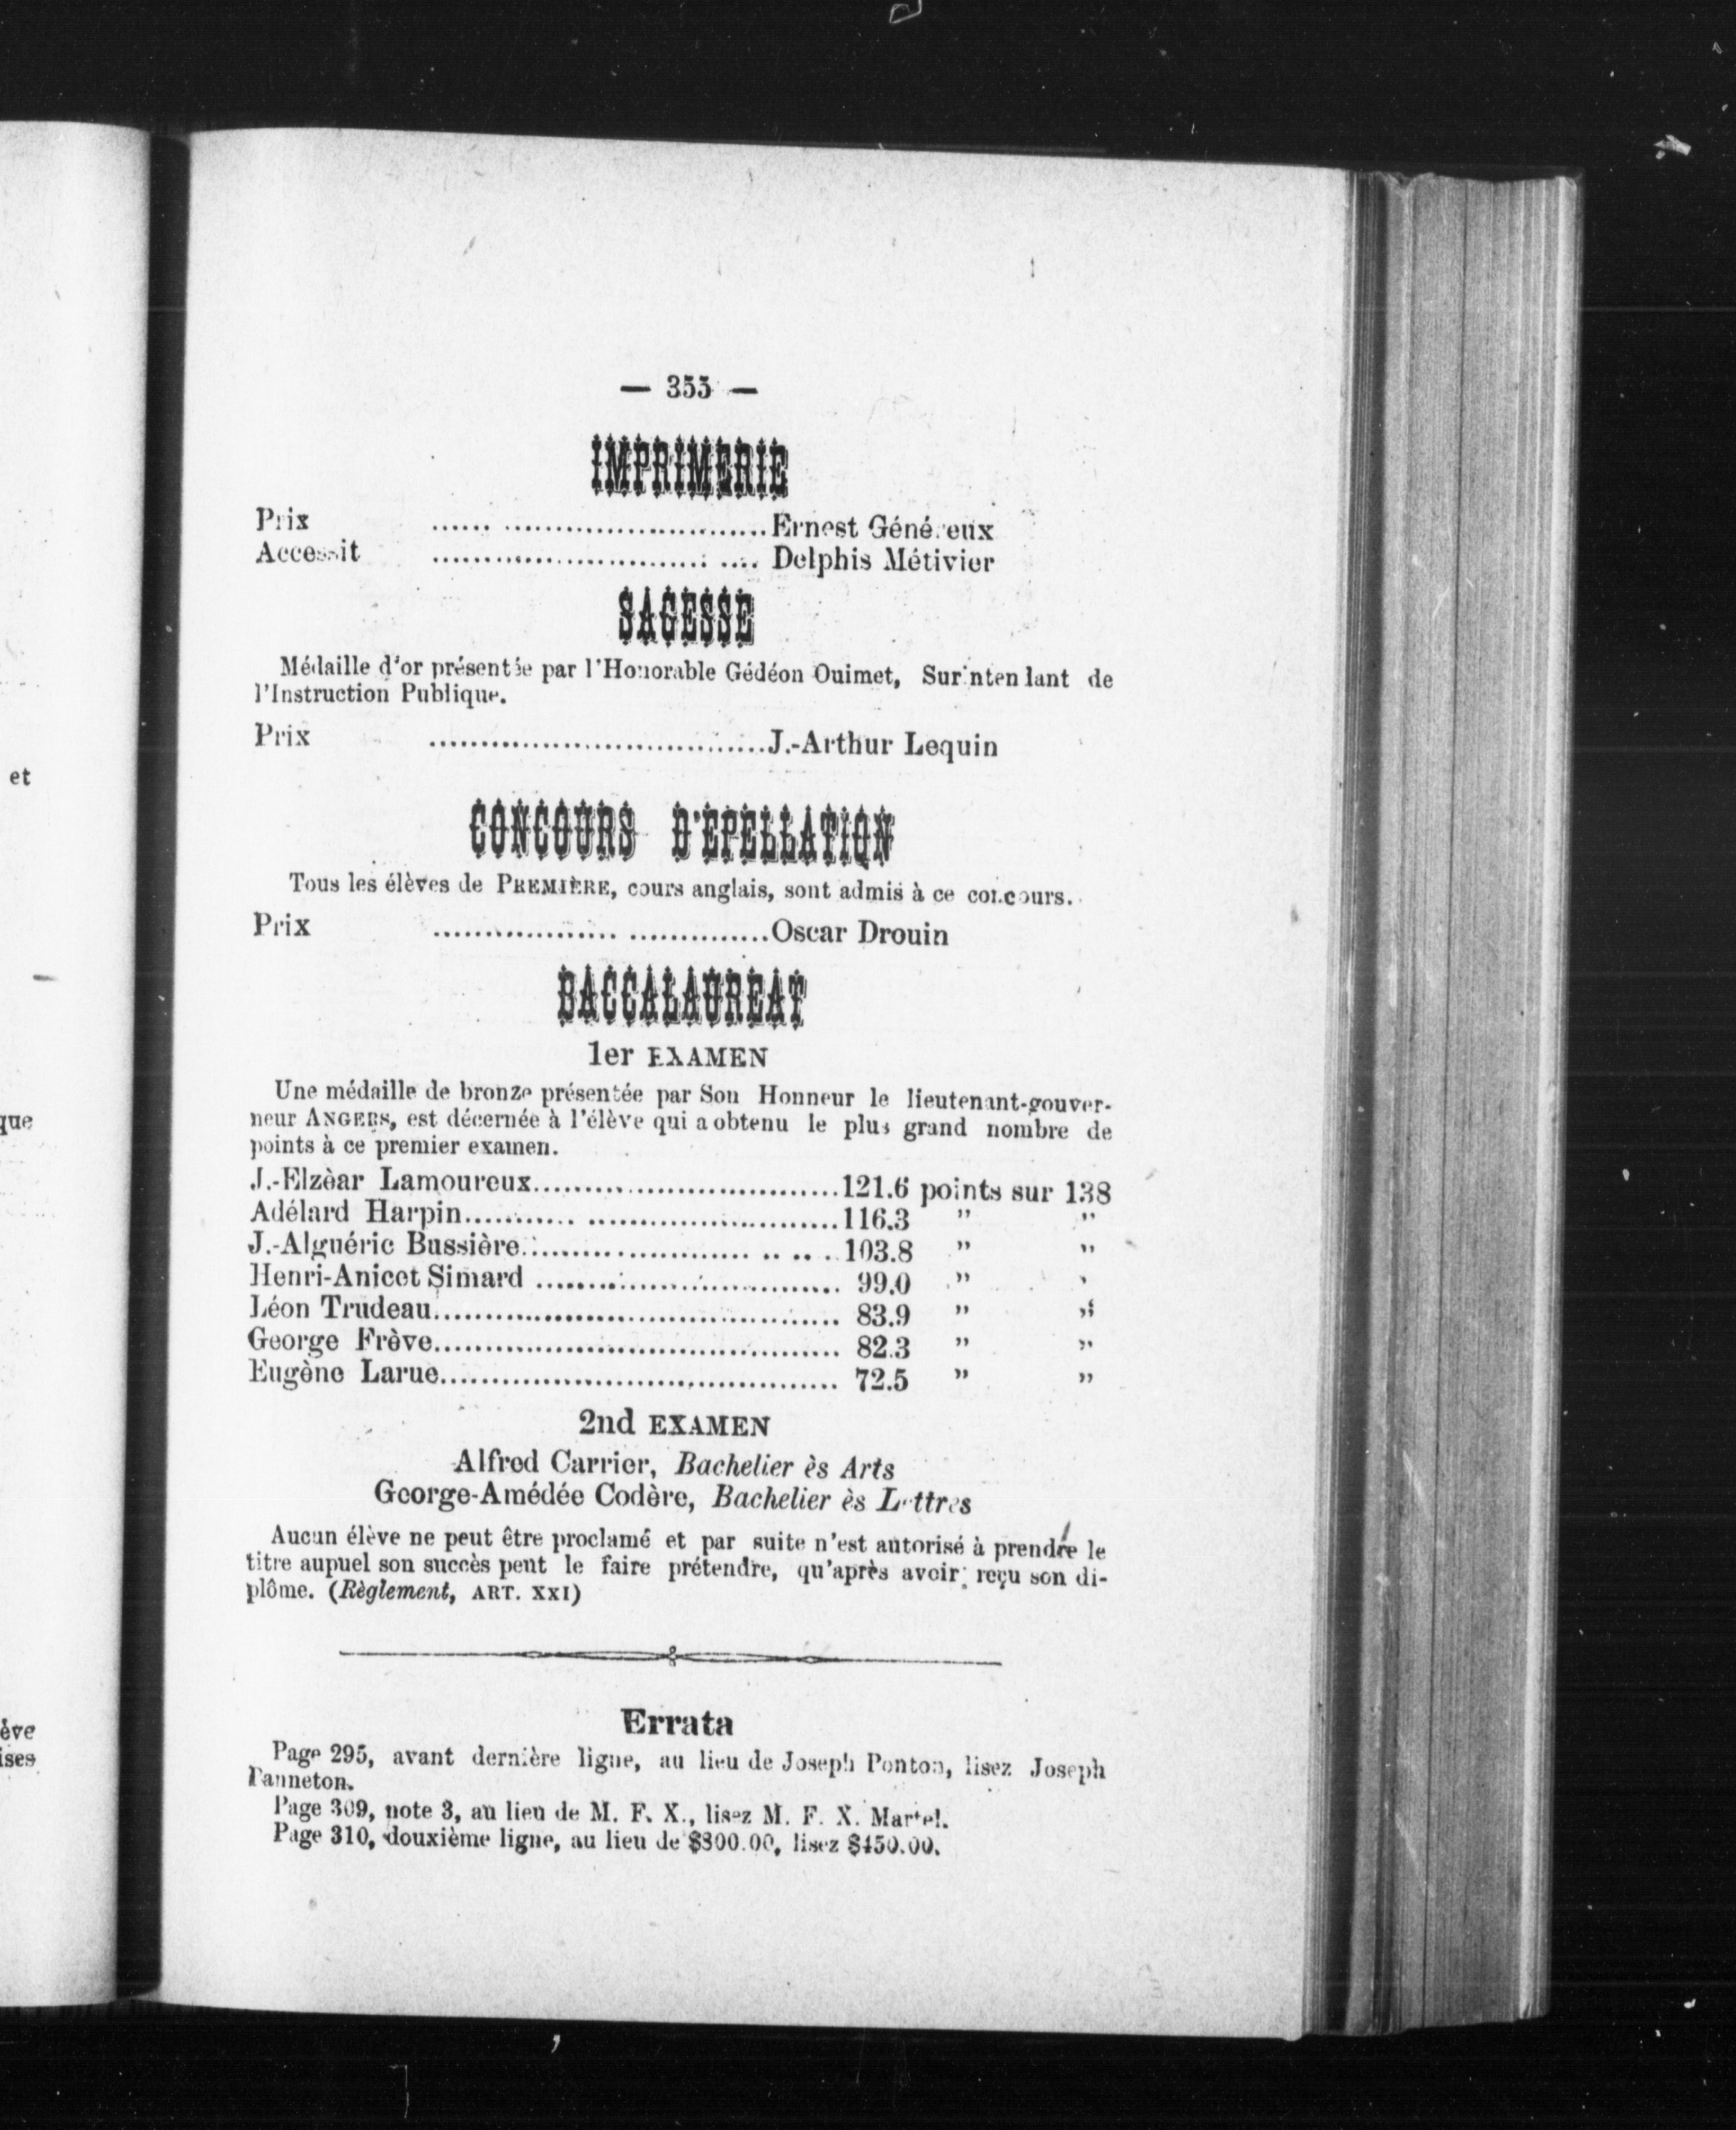 — 355 —
IMPRIMERIE
Prix ................................Ernest Généreux
Accessit ................................ Delphis Métivier
SAGESSE
Médaille d'or présentée par l'Honorable Gédéon Ouimet, Surintendant de
l'Instruction Publique.
Prix ................................J.-Arthur Lequin
CONCOURS D'EPELLATION
Tous les élèves de PREMIÈRE, cours anglais, sont admis à ce concours.
Prix ................................Oscar Drouin
BACCALAUREAT
1er EXAMEN
Une médaille de bronze présentée par Son Honneur le lieutenant-gouver-
neur ANGERS, est décernée à l'élève qui a obtenu le plus grand nombre de
points à ce premier examen.
J.-Elzèar Lamoureux................................121.6 points sur 138
Adélard Harpin................................116.3 " "
J.-Alguéric Bussière................................103.8 " "
Henri-Anicet Simard ................................ 99.0 " "
Léon Trudeau................................ 83.9 " "
George Frève................................ 82.3 " "
Eugène Larue................................ 72.5 " "
2nd EXAMEN
Alfred Carrier, Bachelier ès Arts
George-Amédée Codère, Bachelier ès Lettres
Aucun élève ne peut être proclamé et par suite n'est autorisé à prendre le
titre aupuel son succès peut le faire prétendre, qu'après avoir reçu son di-
plôme. (Règlement, ART. XXI)
Errata
Page 295, avant dernière ligne, au lieu de Joseph Ponton, lisez Joseph
Panneton.
Page 309, note 3, au lieu de M. F. X., lisez M. F. X. Martel.
Page 310, douxième ligne, au lieu de $300.00, lisez $450.00.
et
que
ève
ises